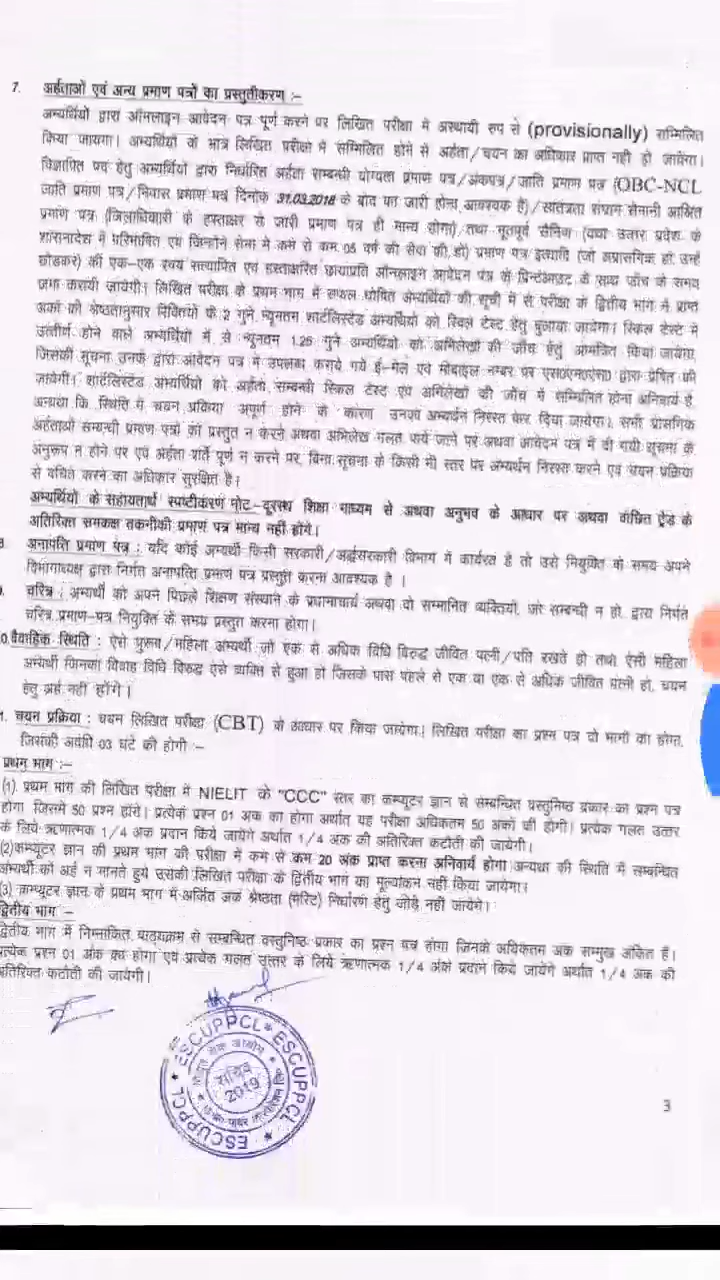 7. अर्हताओं एवं अन्य प्रमाण पत्रों का प्रस्तुतीकरण :–
अभ्यर्थियों द्वारा ऑनलाइन आवेदन पत्र पूर्ण करने पर लिखित परीक्षा में अस्थायी रुप से (provisionally) सम्मिलित
किया जायगा। अभ्यर्थियों के मात्र लिखित परीक्षा में सम्मिलित होने से अर्हता/चयन का अधिकार प्राप्त नही हो जायेगा।
विज्ञापित पद हेतु अभ्यर्थियों द्वारा निर्धारित अर्हता सम्बन्धी योग्यता प्रमाण पत्र/अंकपत्र/जाति प्रमाण पत्र (OBC-NCL
जाति प्रमाण पत्र/निवास प्रमाण पत्र दिनांक 31.03.2018 के बाद का जारी होना आवश्यक है)/स्वतंत्रता संग्राम सेनानी आश्रित
प्रमाण पत्र (जिलाधिकारी के हस्ताक्षर से जारी प्रमाण पत्र ही मान्य होगा) तथा भूतपूर्व सैनिक (यथा उत्तर प्रदेश के
शासनादेश में परिभाषित एवं जिन्होंने सेना में कम से कम 05 वर्ष की सेवा की हो) प्रमाण पत्र इत्यादि (जो अप्रासंगिक हो, उन्हें
छोडकर) की एक–एक स्वयं सत्यापित एवं हस्ताक्षरित छायाप्रति ऑनलाइन आवेदन पत्र के प्रिन्टआउट के साथ जाँच के समय
जमा करायी जायेगी। लिखित परीक्षा के प्रथम भाग में सफल घोषित अभ्यर्थियों की सूची में से परीक्षा के द्वितीय भाग में प्राप्त
अंकों की श्रेष्ठतानुसार रिक्तियों के 2 गुने न्यूनतम शार्टलिस्टेड अभ्यर्थियों को स्किल टेस्ट हेतु बुलाया जायेगा। स्किल टेस्ट में
उत्तीर्ण होने वाले अभ्यर्थियों में से न्यूनतम 1.25 गुने अभ्यर्थियों को अभिलेखों की जाँच हेतु आमंत्रित किया जायेगा,
जिसकी सूचना उनके द्वारा आवेदन पत्र में उपलब्ध कराये गये ई-मेल एवं मोबाइल नम्बर पर एस0एम0एस0 द्वारा प्रेषित की
जायेगी। शार्टलिस्टेड अभ्यर्थियों को अर्हता सम्बन्धी स्किल टेस्ट एवं अभिलेखों की जाँच में सम्मिलित होना अनिवार्य है,
अन्यथा कि स्थिति में चयन प्रक्रिया अपूर्ण होने के कारण उनका अभ्यर्थन निरस्त कर दिया जायेगा। सभी प्रासंगिक
अर्हताओं सम्बन्धी प्रमाण पत्रों को प्रस्तुत न करने अथवा अभिलेख गलत पाये जाने पर अथवा आवेदन पत्र में दी गयी सूचना के
अनुरूप न होने पर एवं अर्हता शर्ते पूर्ण न करने पर, बिना सूचना के किसी भी स्तर पर अभ्यर्थन निरस्त करने एवं चयन प्रक्रिया
से वंचित करने का अधिकार सुरक्षित है।
अभ्यर्थियों के सहायतार्थ स्पष्टीकरण नोट–दूरस्थ शिक्षा माध्यम से अथवा अनुभव के आधार पर अथवा वांछित ट्रेड के
अतिरिक्त समकक्ष तकनीकी प्रमाण पत्र मान्य नहीं होंगे।
अनापत्ति प्रमाण पत्र : यदि कोई अभ्यर्थी किसी सरकारी/अर्द्धसरकारी विभाग में कार्यरत है तो उसे नियुक्ति के समय अपने
विभागाध्यक्ष द्वारा निर्गत अनापत्ति प्रमाण पत्र प्रस्तुत करना आवश्यक है ।
चरित्र : अभ्यर्थी को अपने पिछले शिक्षण संस्थान के प्रधानाचार्य अथवा दो सम्मानित व्यक्तियों, जो सम्बन्धी न हो, द्वारा निर्गत
चरित्र प्रमाण–पत्र नियुक्ति के समय प्रस्तुत करना होगा।
0. वैवाहिक स्थिति : ऐसे पुरूष/महिला अभ्यर्थी जो एक से अधिक विधि विरुद्ध जीवित पत्नी/पति रखते हो तथा ऐसी महिला
अभ्यर्थी जिनका विवाह विधि विरुद्ध ऐसे व्यक्ति से हुआ हो जिसके पास पहले से एक या एक से अधिक जीवित पत्नी हो, चयन
हेतु अर्ह नहीं होंगे ।
1. चयन प्रक्रिया : चयन लिखित परीक्षा (CBT) के आधार पर किया जायेगा। लिखित परीक्षा का प्रश्न पत्र दो भागों का होगा,
जिसकी अवधि 03 घंटे की होगी :–
प्रथम भाग :–
(1). प्रथम भाग की लिखित परीक्षा में NIELIT के "CCC" स्तर का कम्प्यूटर ज्ञान से सम्बन्धित वस्तुनिष्ठ प्रकार का प्रश्न पत्र
होगा जिसमें 50 प्रश्न होंगे। प्रत्येक प्रश्न 01 अंक का होगा अर्थात यह परीक्षा अधिकतम 50 अंकों की होगी। प्रत्येक गलत उत्तर
के लिये ऋणात्मक 1/4 अंक प्रदान किये जायेंगे अर्थात 1/4 अंक की अतिरिक्त कटौती की जायेगी।
(2)कम्प्यूटर ज्ञान की प्रथम भाग की परीक्षा में कम से कम 20 अंक प्राप्त करना अनिवार्य होगा अन्यथा की स्थिति में सम्बन्धित
अभ्यर्थी को अर्ह न मानते हुये उसकी लिखित परीक्षा के द्वितीय भाग का मूल्यांकन नहीं किया जायेगा।
(3) कम्प्यूटर ज्ञान के प्रथम भाग में अर्जित अंक श्रेष्ठता (मेरिट) निर्धारण हेतु जोड़े नहीं जायेंगे।
द्वितीय भाग :–
द्वितीय भाग में निम्नांकित पाठ्यक्रम से सम्बन्धित वस्तुनिष्ठ प्रकार का प्रश्न पत्र होगा जिनके अधिकतम अंक सम्मुख अंकित है।
प्रत्येक प्रश्न 01 अंक का होगा एवं प्रत्येक गलत उत्तर के लिये ऋणात्मक 1/4 अंक प्रदान किये जायेंगे अर्थात 1/4 अंक की
अतिरिक्त कटौती की जायेगी।
ESCUPPCL ★ ESCUPPCL ★ ESCUPPCL ★
विद्युत सेवा आयोग
सचिव
2019
3